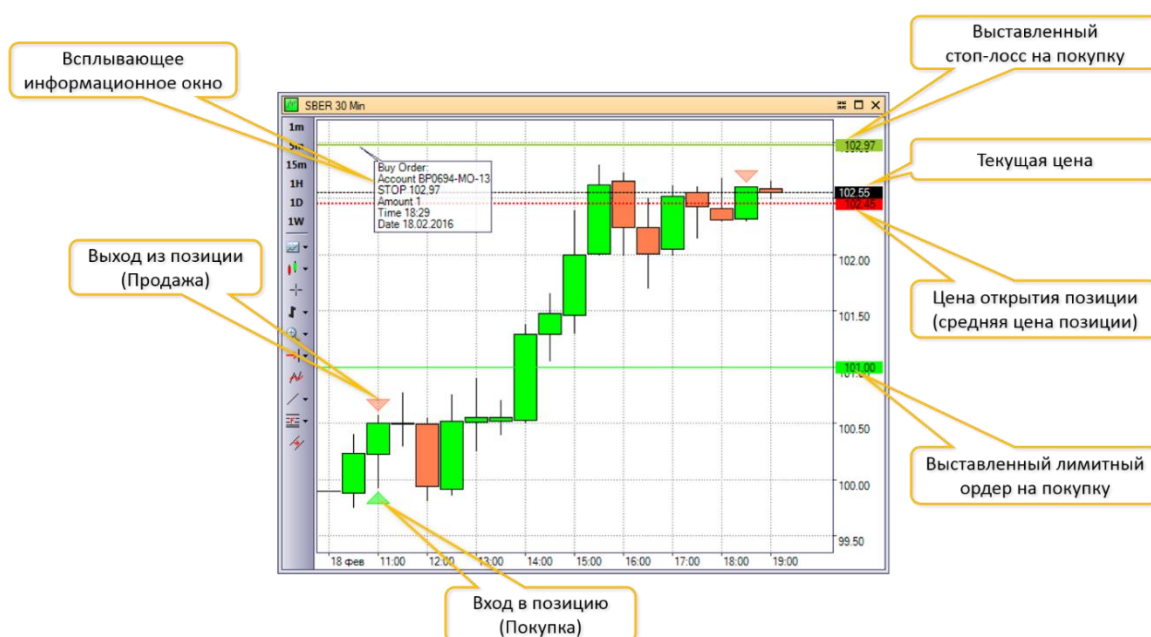 Выставленный
стоп-лосс на покупку
Всплывающее
информационное окно
SBER 30 Min
1m
5m
15m
1H
1D
1W
Buy Order:
Account BP0694-MO-13
STOP 102.97
Amount 1
Time 18:29
Date 18.02.2016
102.97
Текущая цена
102.55
102.45
Выход из позиции
(Продажа)
102.00
Цена открытия позиции
(средняя цена позиции)
101.50
101.00
100.50
Выставленный лимитный
ордер на покупку
100.00
99.50
18 фев 11:00 12:00 13:00 14:00 15:00 16:00 17:00 18:00 19:00
Вход в позицию
(Покупка)